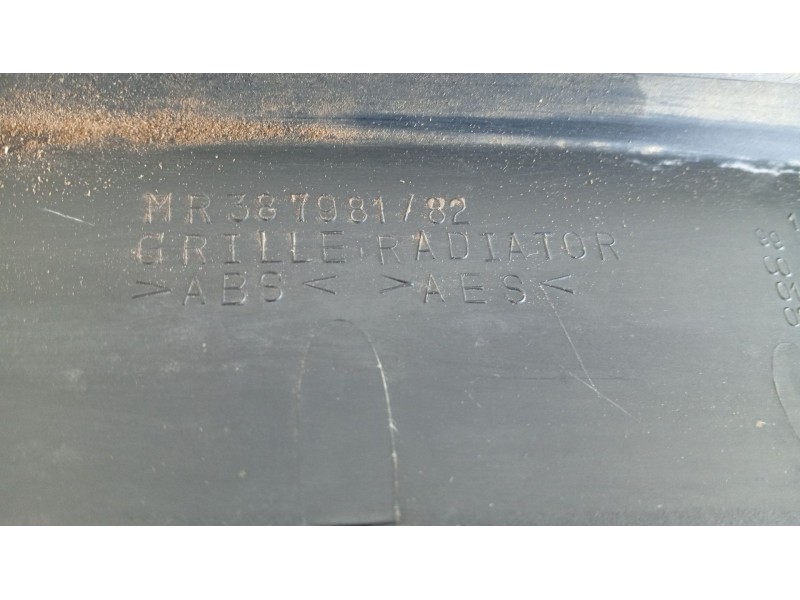 MR387981/82
GRILLE RADIATOR
>ABS< >AES<